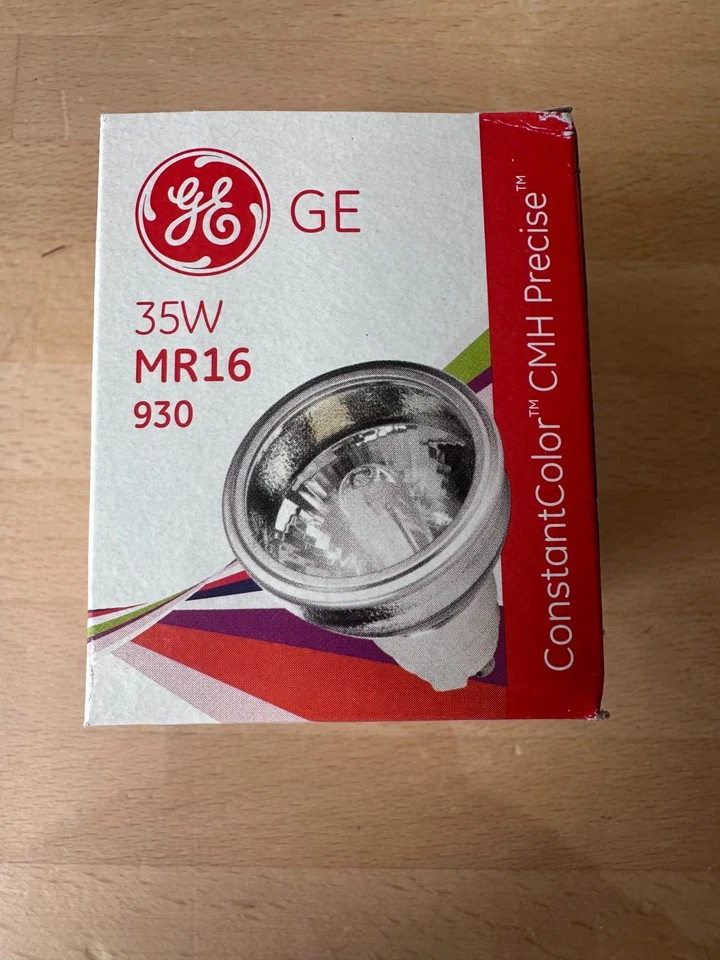 GE
GE
35W
MR16
930
ConstantColor™ CMH Precise™